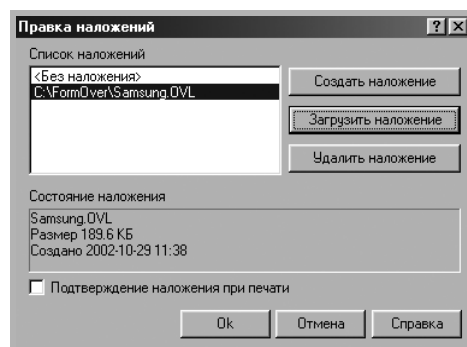 Правка наложений
Список наложений
<Без наложения>
C:\FormOver\Samsung.OVL
Создать наложение
Загрузить наложение
Удалить наложение
Состояние наложения
Samsung.OVL
Размер 189.6 КБ
Создано 2002-10-29 11:38
Подтверждение наложения при печати
Ok
Отмена
Справка